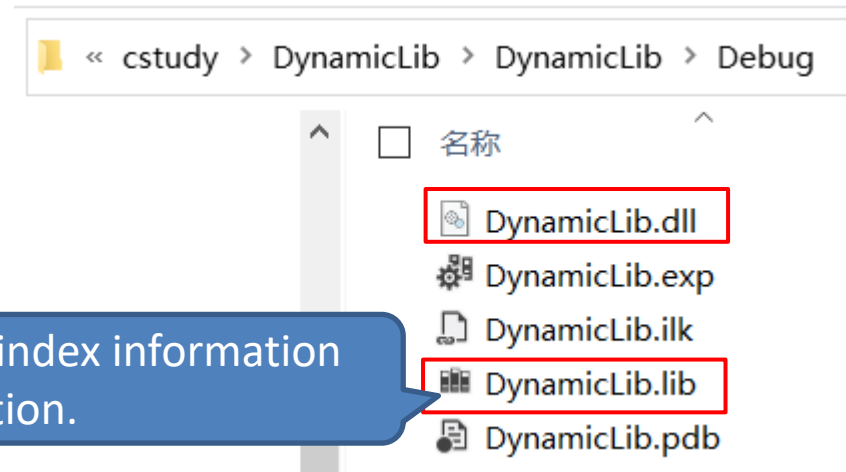 « cstudy > DynamicLib > DynamicLib > Debug
名称
DynamicLib.dll
DynamicLib.exp
DynamicLib.ilk
index information
DynamicLib.lib
tion.
DynamicLib.pdb